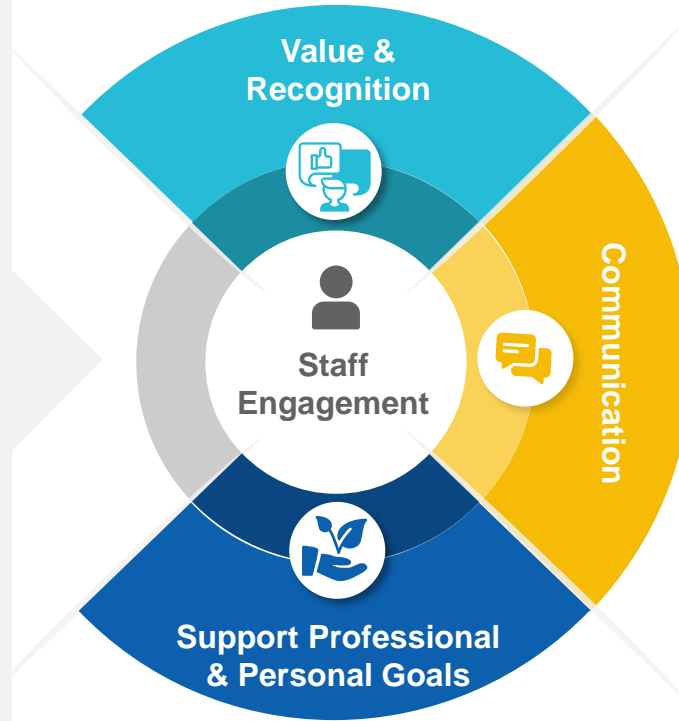 Value &
Recognition
Communication
Staff
Engagement
Support Professional
& Personal Goals